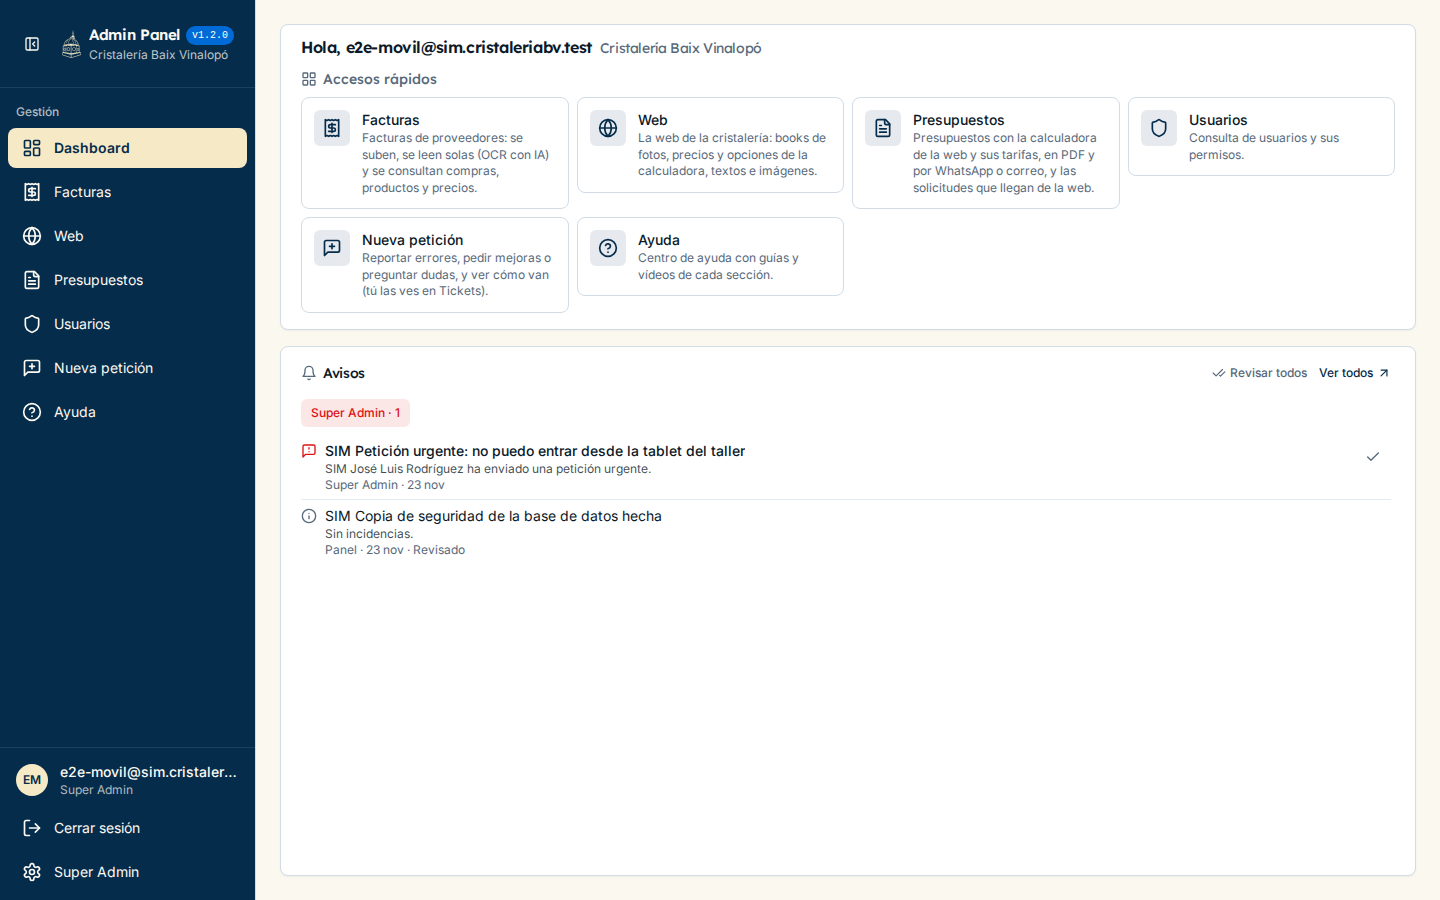 Admin Panel v1.2.0
Cristalería Baix Vinalopó
Gestión
Dashboard
Facturas
Web
Presupuestos
Usuarios
Nueva petición
Ayuda
EM
e2e-movil@sim.cristaler...
Super Admin
Cerrar sesión
Super Admin
Hola, e2e-movil@sim.cristaleriabv.test Cristalería Baix Vinalopó
Accesos rápidos
Facturas
Facturas de proveedores: se
suben, se leen solas (OCR con IA)
y se consultan compras,
productos y precios.
Web
La web de la cristalería: books de
fotos, precios y opciones de la
calculadora, textos e imágenes.
Presupuestos
Presupuestos con la calculadora
de la web y sus tarifas, en PDF y
por WhatsApp o correo, y las
solicitudes que llegan de la web.
Usuarios
Consulta de usuarios y sus
permisos.
Nueva petición
Reportar errores, pedir mejoras o
preguntar dudas, y ver cómo van
(tú las ves en Tickets).
Ayuda
Centro de ayuda con guías y
vídeos de cada sección.
Avisos
Revisar todos
Ver todos
Super Admin · 1
SIM Petición urgente: no puedo entrar desde la tablet del taller
SIM José Luis Rodríguez ha enviado una petición urgente.
Super Admin · 23 nov
SIM Copia de seguridad de la base de datos hecha
Sin incidencias.
Panel · 23 nov · Revisado